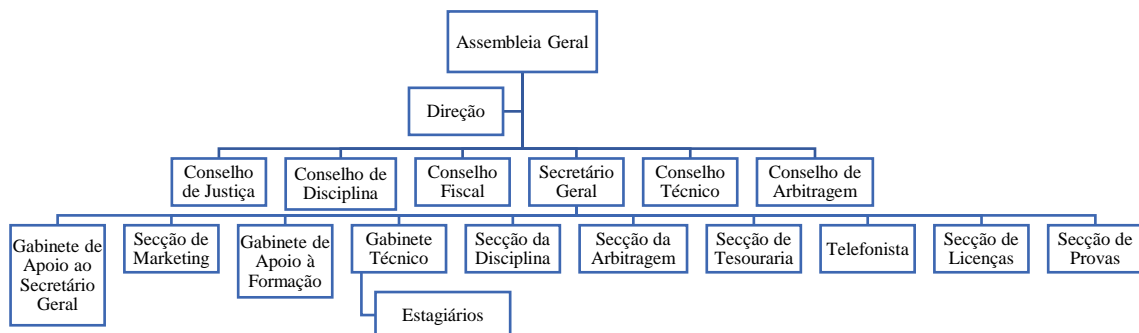 Assembleia Geral
Direção
Conselho
de Justiça
Conselho de
Disciplina
Conselho
Fiscal
Secretário
Geral
Conselho
Técnico
Conselho de
Arbitragem
Gabinete de
Apoio ao
Secretário
Geral
Secção de
Marketing
Gabinete de
Apoio à
Formação
Gabinete
Técnico
Secção da
Disciplina
Secção da
Arbitragem
Secção de
Tesouraria
Telefonista
Secção de
Licenças
Secção de
Provas
Estagiários